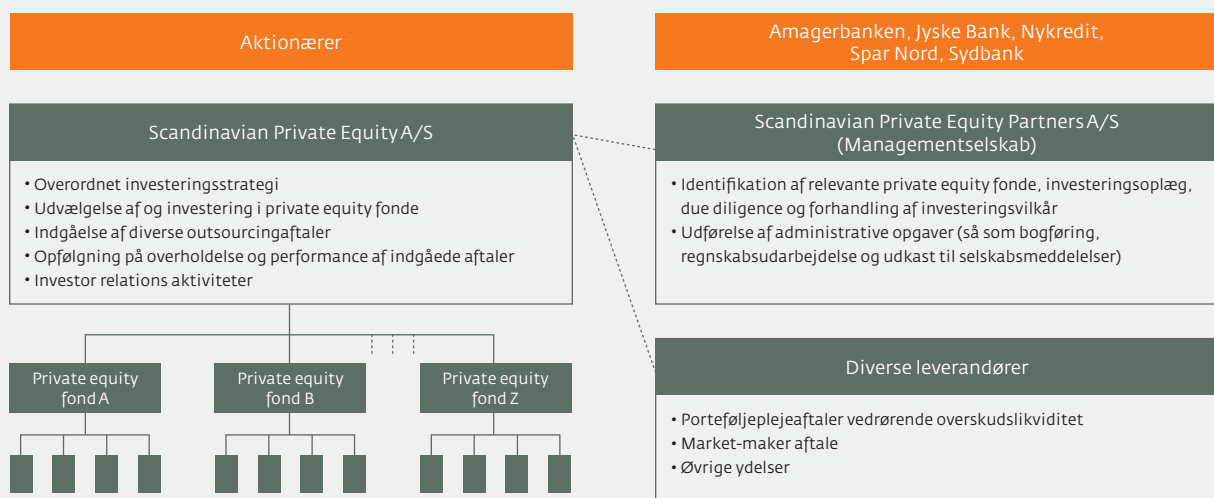 Aktionærer
Amagerbanken, Jyske Bank, Nykredit,
Spar Nord, Sydbank
Scandinavian Private Equity A/S
• Overordnet investeringsstrategi
• Udvælgelse af og investering i private equity fonde
• Indgåelse af diverse outsourcingaftaler
• Opfølgning på overholdelse og performance af indgåede aftaler
• Investor relations aktiviteter
Scandinavian Private Equity Partners A/S
(Managementselskab)
• Identifikation af relevante private equity fonde, investeringsoplæg,
due diligence og forhandling af investeringsvilkår
• Udførelse af administrative opgaver (så som bogføring,
regnskabsudarbejdelse og udkast til selskabsmeddelelser)
Private equity
fond A
Private equity
fond B
Private equity
fond Z
Diverse leverandører
• Porteføljeplejeaftaler vedrørende overskudslikviditet
• Market-maker aftale
• Øvrige ydelser